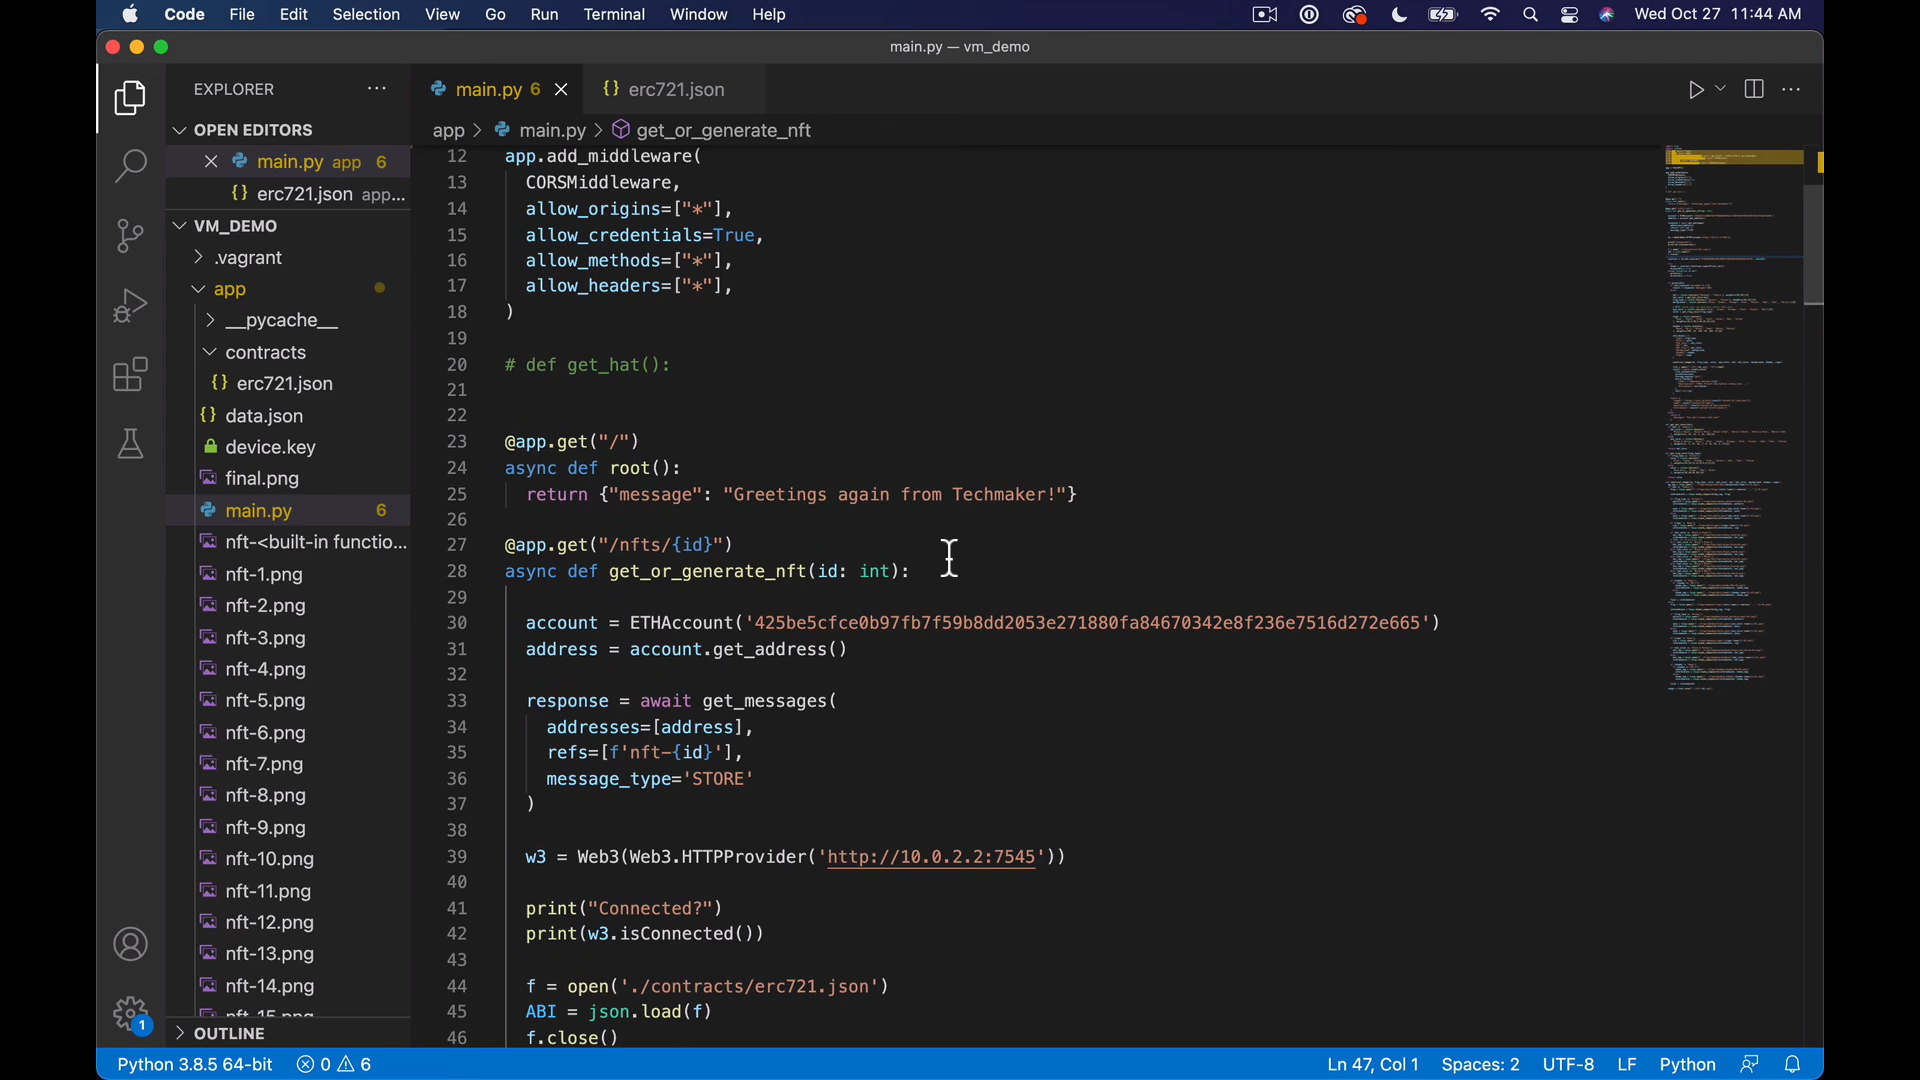 Code File Edit Selection View Go Run Terminal Window Help Wed Oct 27 11:44 AM
main.py — vm_demo
EXPLORER
OPEN EDITORS
main.py app 6
erc721.json app...
VM_DEMO
.vagrant
app
__pycache__
contracts
erc721.json
data.json
device.key
final.png
main.py 6
nft-<built-in functio...
nft-1.png
nft-2.png
nft-3.png
nft-4.png
nft-5.png
nft-6.png
nft-7.png
nft-8.png
nft-9.png
nft-10.png
nft-11.png
nft-12.png
nft-13.png
nft-14.png
nft-15.png
OUTLINE
main.py 6 erc721.json
app > main.py > get_or_generate_nft
12 app.add_middleware(
13 CORSMiddleware,
14 allow_origins=["*"],
15 allow_credentials=True,
16 allow_methods=["*"],
17 allow_headers=["*"],
18 )
19
20 # def get_hat():
21
22
23 @app.get("/")
24 async def root():
25 return {"message": "Greetings again from Techmaker!"}
26
27 @app.get("/nfts/{id}")
28 async def get_or_generate_nft(id: int):
29
30 account = ETHAccount('425be5cfce0b97fb7f59b8dd2053e271880fa84670342e8f236e7516d272e665')
31 address = account.get_address()
32
33 response = await get_messages(
34 addresses=[address],
35 refs=[f'nft-{id}'],
36 message_type='STORE'
37 )
38
39 w3 = Web3(Web3.HTTPProvider('http://10.0.2.2:7545'))
40
41 print("Connected?")
42 print(w3.isConnected())
43
44 f = open('./contracts/erc721.json')
45 ABI = json.load(f)
46 f.close()
1
Python 3.8.5 64-bit 0 6 Ln 47, Col 1 Spaces: 2 UTF-8 LF Python